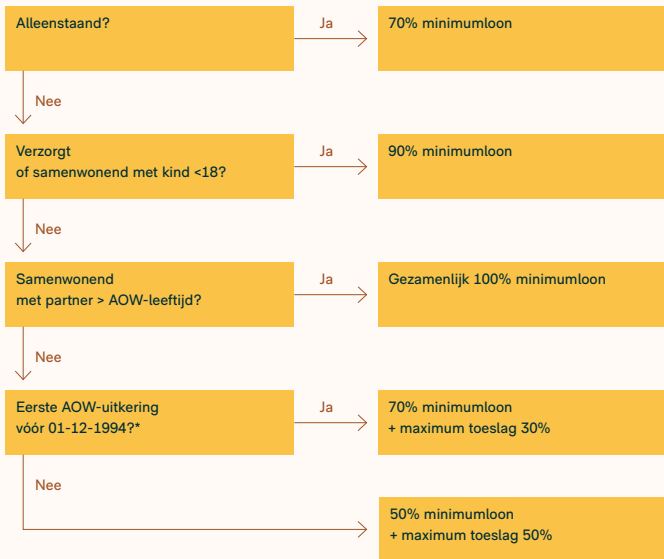 Alleenstaand?
Ja
70% minimumloon
Nee
Verzorgt
of samenwonend met kind <18?
Ja
90% minimumloon
Nee
Samenwonend
met partner > AOW-leeftijd?
Ja
Gezamenlijk 100% minimumloon
Nee
Eerste AOW-uitkering
vóór 01-12-1994?*
Ja
70% minimumloon
+ maximum toeslag 30%
Nee
50% minimumloon
+ maximum toeslag 50%